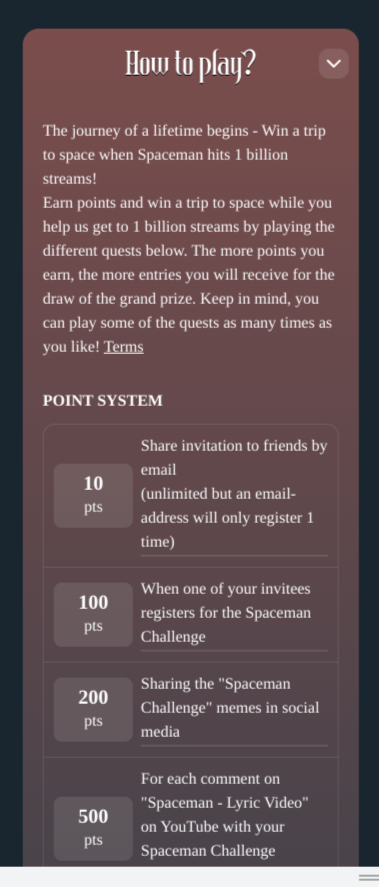 How to play?
The journey of a lifetime begins - Win a trip
to space when Spaceman hits 1 billion
streams!
Earn points and win a trip to space while you
help us get to 1 billion streams by playing the
different quests below. The more points you
earn, the more entries you will receive for the
draw of the grand prize. Keep in mind, you
can play some of the quests as many times as
you like! Terms
POINT SYSTEM
10
pts
Share invitation to friends by
email
(unlimited but an email-
address will only register 1
time)
100
pts
When one of your invitees
registers for the Spaceman
Challenge
200
pts
Sharing the "Spaceman
Challenge" memes in social
media
500
pts
For each comment on
"Spaceman - Lyric Video"
on YouTube with your
Spaceman Challenge